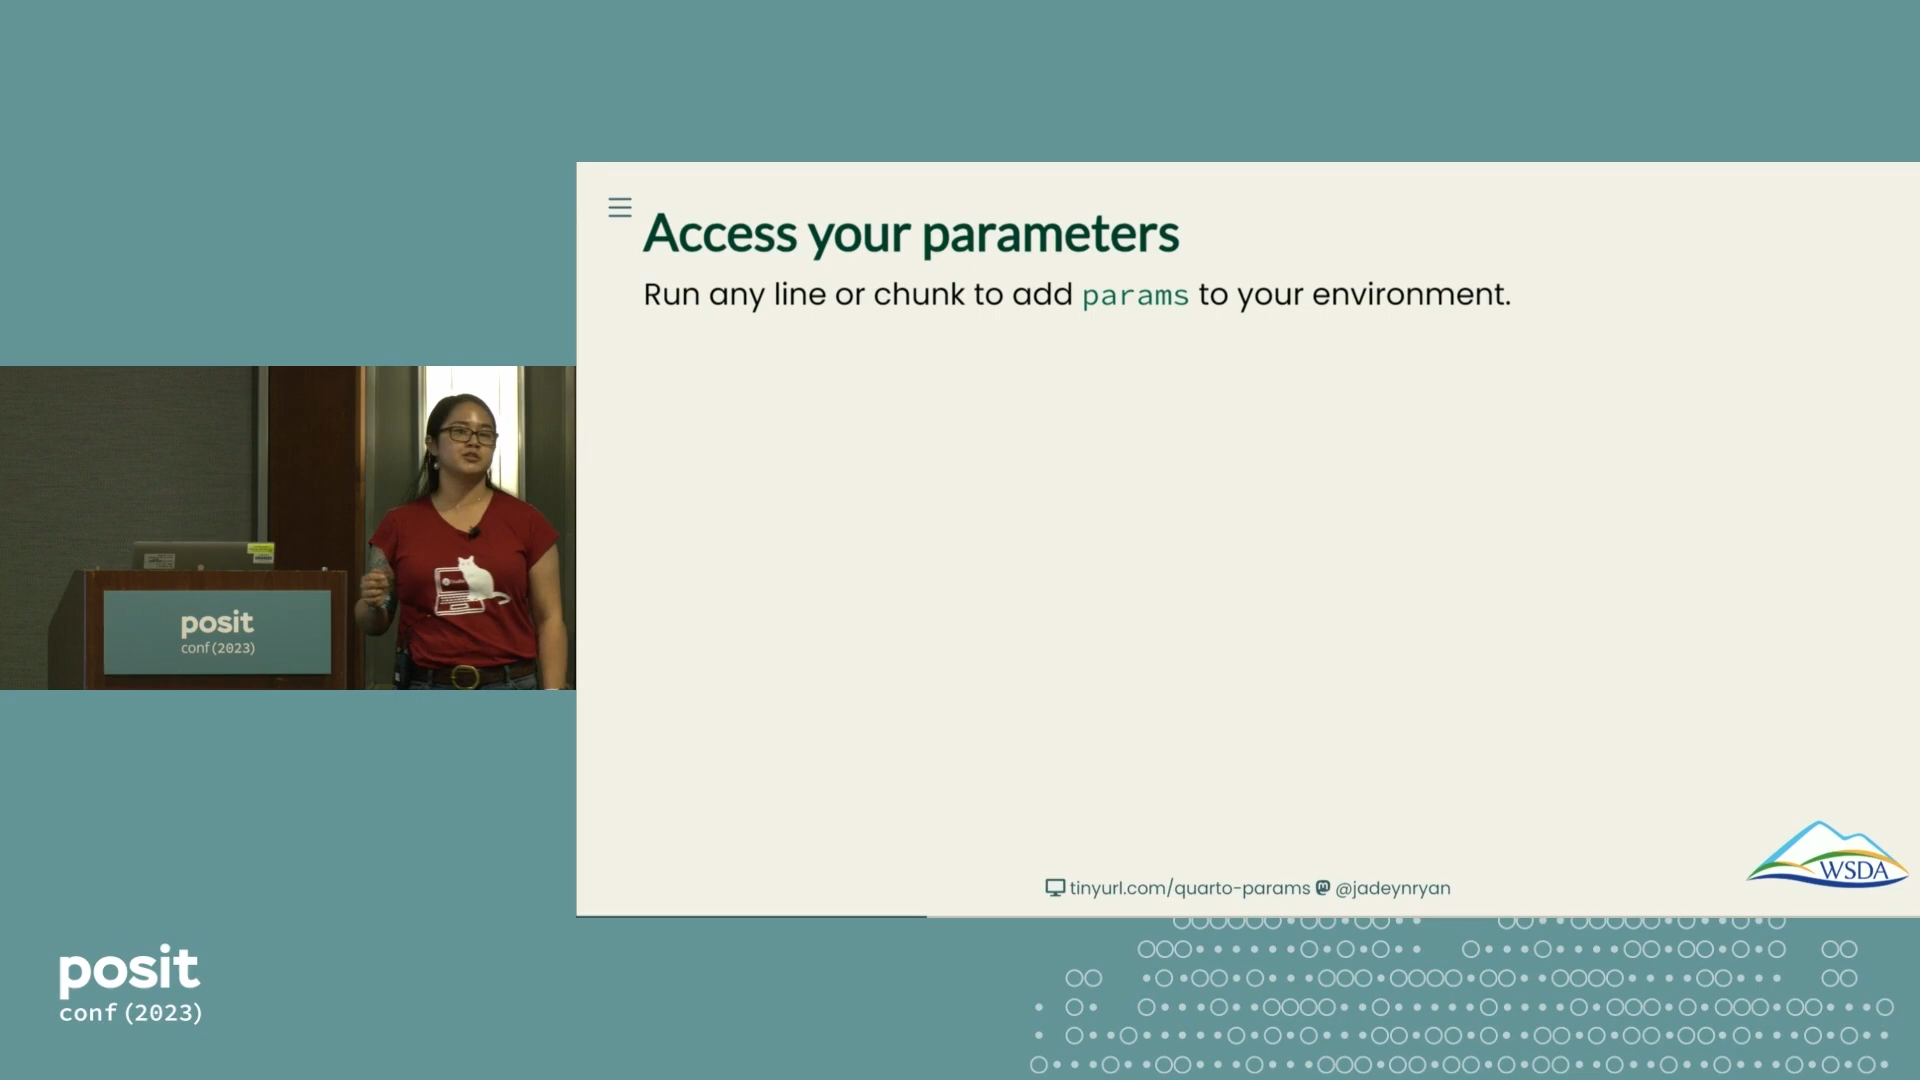 Access your parameters
Run any line or chunk to add params to your environment.
posit
conf(2023)
WSDA
tinyurl.com/quarto-params @jadeynryan
posit
conf(2023)